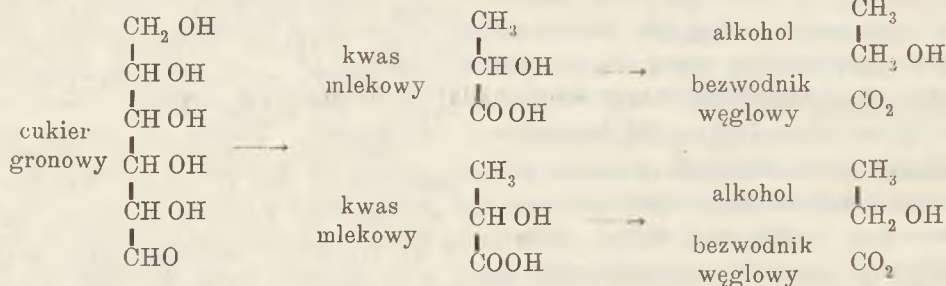 cukier
gronowy
CH₂ OH
CH OH
CH OH
CH OH
CH OH
CHO
kwas
mlekowy
CH₃
CH OH
CO OH
alkohol
CH₃
CH₂ OH
bezwodnik
węglowy
CO₂
kwas
mlekowy
CH₃
CH OH
COOH
alkohol
CH₃
CH₂ OH
bezwodnik
węglowy
CO₂